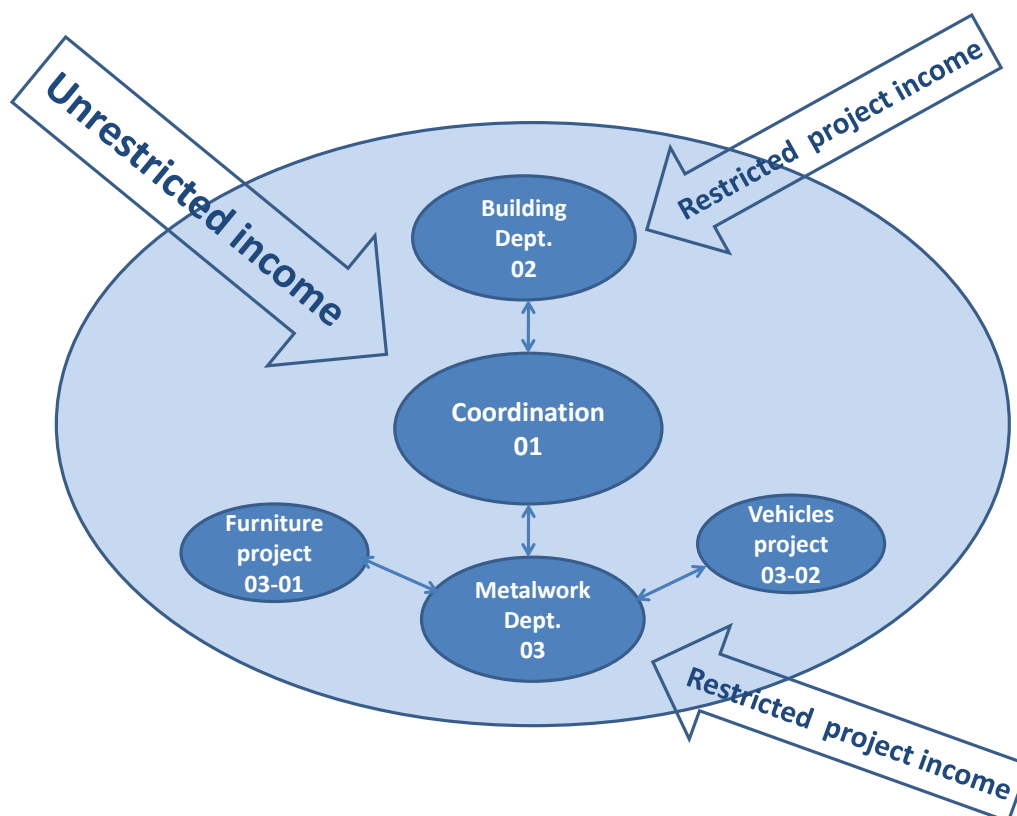 Unrestricted income
Restricted  project income
Building
Dept.
02
Coordination
01
Furniture
project
03-01
Vehicles
project
03-02
Metalwork
Dept.
03
Restricted  project income